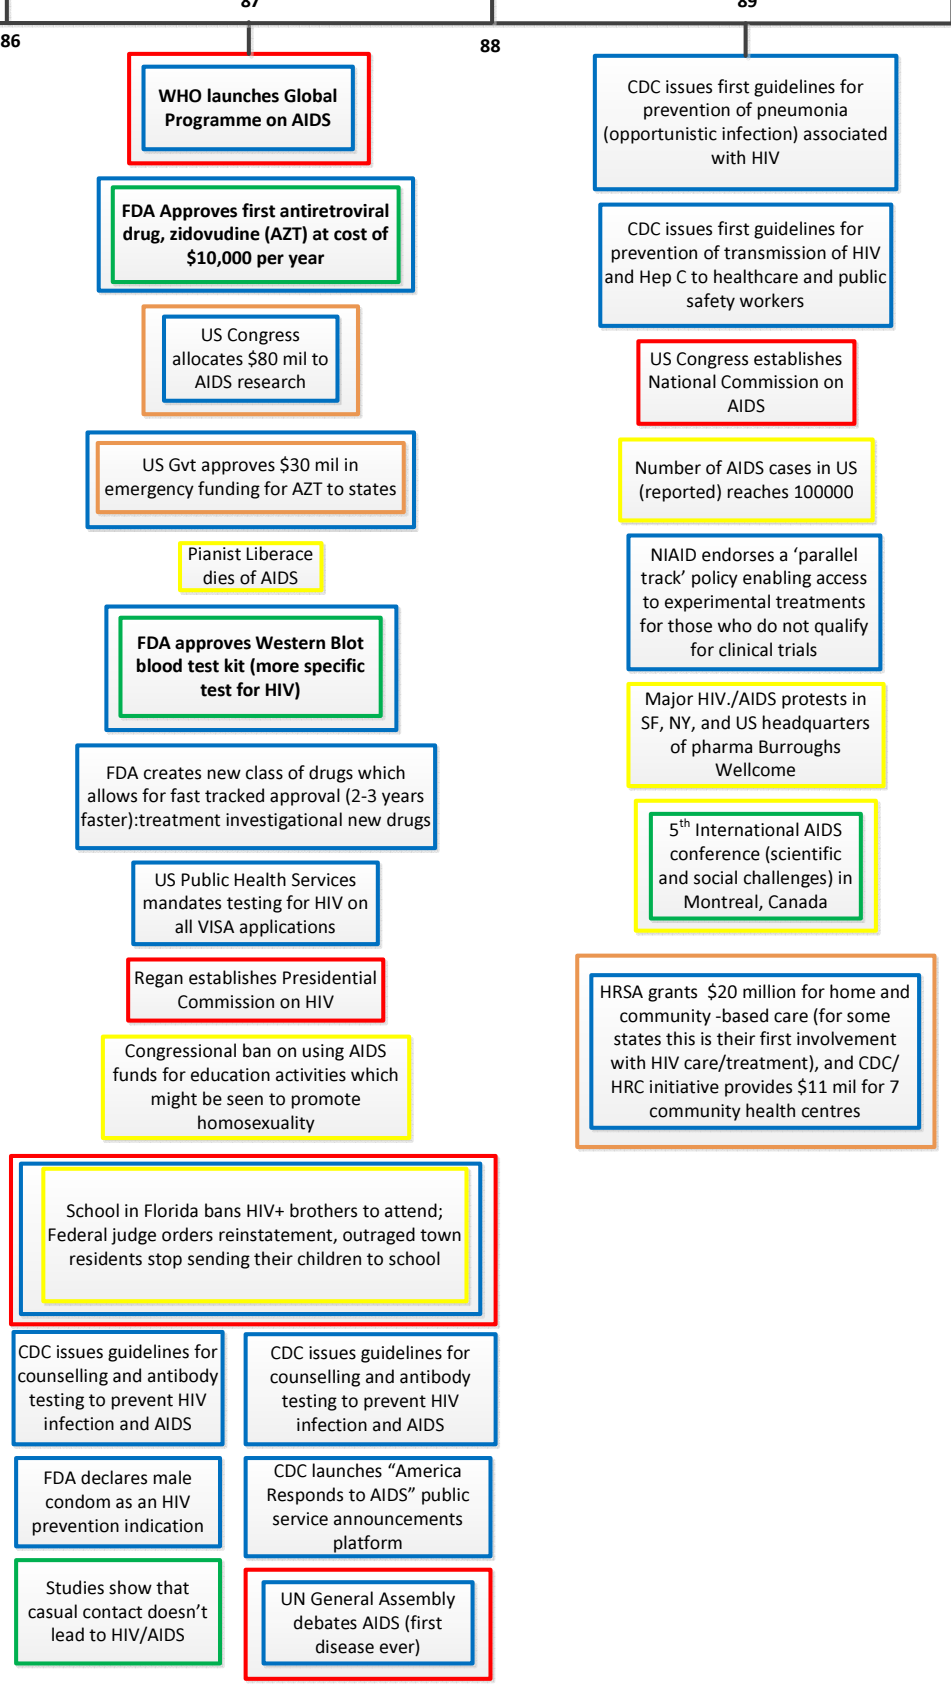 87
89
86
88
WHO launches Global
Programme on AIDS
FDA Approves first antiretroviral
drug, zidovudine (AZT) at cost of
$10,000 per year
US Congress
allocates $80 mil to
AIDS research
US Gvt approves $30 mil in
emergency funding for AZT to states
Pianist Liberace
dies of AIDS
FDA approves Western Blot
blood test kit (more specific
test for HIV)
FDA creates new class of drugs which
allows for fast tracked approval (2-3 years
faster):treatment investigational new drugs
US Public Health Services
mandates testing for HIV on
all VISA applications
Regan establishes Presidential
Commission on HIV
Congressional ban on using AIDS
funds for education activities which
might be seen to promote
homosexuality
School in Florida bans HIV+ brothers to attend;
Federal judge orders reinstatement, outraged town
residents stop sending their children to school
CDC issues guidelines for
counselling and antibody
testing to prevent HIV
infection and AIDS
FDA declares male
condom as an HIV
prevention indication
Studies show that
casual contact doesn't
lead to HIV/AIDS
CDC issues guidelines for
counselling and antibody
testing to prevent HIV
infection and AIDS
CDC launches “America
Responds to AIDS” public
service announcements
platform
UN General Assembly
debates AIDS (first
disease ever)
CDC issues first guidelines for
prevention of pneumonia
(opportunistic infection) associated
with HIV
CDC issues first guidelines for
prevention of transmission of HIV
and Hep C to healthcare and public
safety workers
US Congress establishes
National Commission on
AIDS
Number of AIDS cases in US
(reported) reaches 100000
NIAID endorses a ‘parallel
track’ policy enabling access
to experimental treatments
for those who do not qualify
for clinical trials
Major HIV./AIDS protests in
SF, NY, and US headquarters
of pharma Burroughs
Wellcome
5th International AIDS
conference (scientific
and social challenges) in
Montreal, Canada
HRSA grants $20 million for home and
community -based care (for some
states this is their first involvement
with HIV care/treatment), and CDC/
HRC initiative provides $11 mil for 7
community health centres